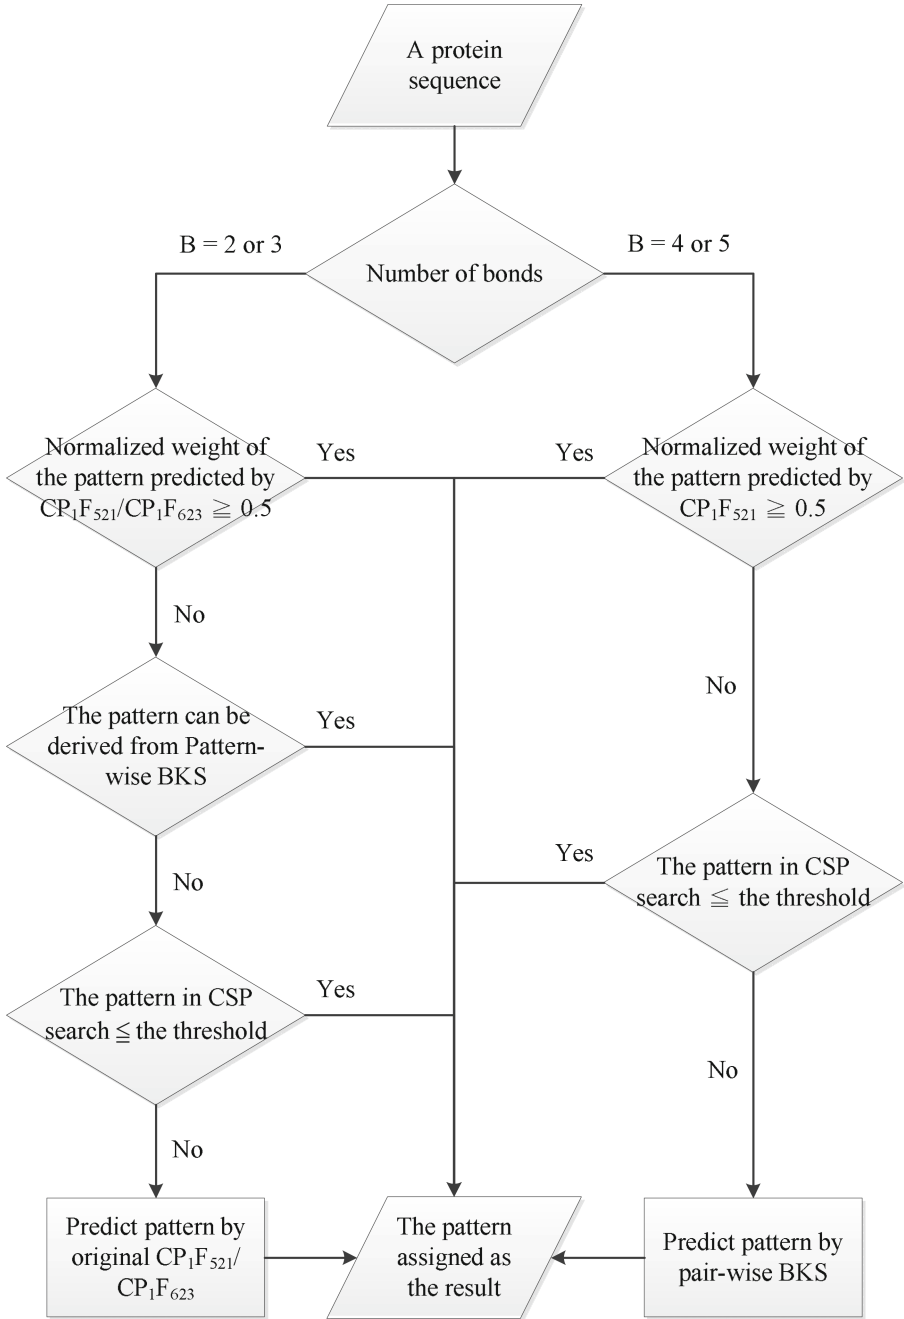 A protein
sequence
B = 2 or 3
B = 4 or 5
Number of bonds
Normalized weight of
the pattern predicted by
CP₁F₅₂₁/CP₁F₆₂₃ ≧ 0.5
Yes
Yes
Normalized weight of
the pattern predicted by
CP₁F₅₂₁ ≧ 0.5
No
No
The pattern can be
derived from Pattern-
wise BKS
Yes
No
Yes
The pattern in CSP
search ≦ the threshold
The pattern in CSP
search ≦ the threshold
Yes
No
No
Predict pattern by
original CP₁F₅₂₁/
CP₁F₆₂₃
The pattern
assigned as
the result
Predict pattern by
pair-wise BKS